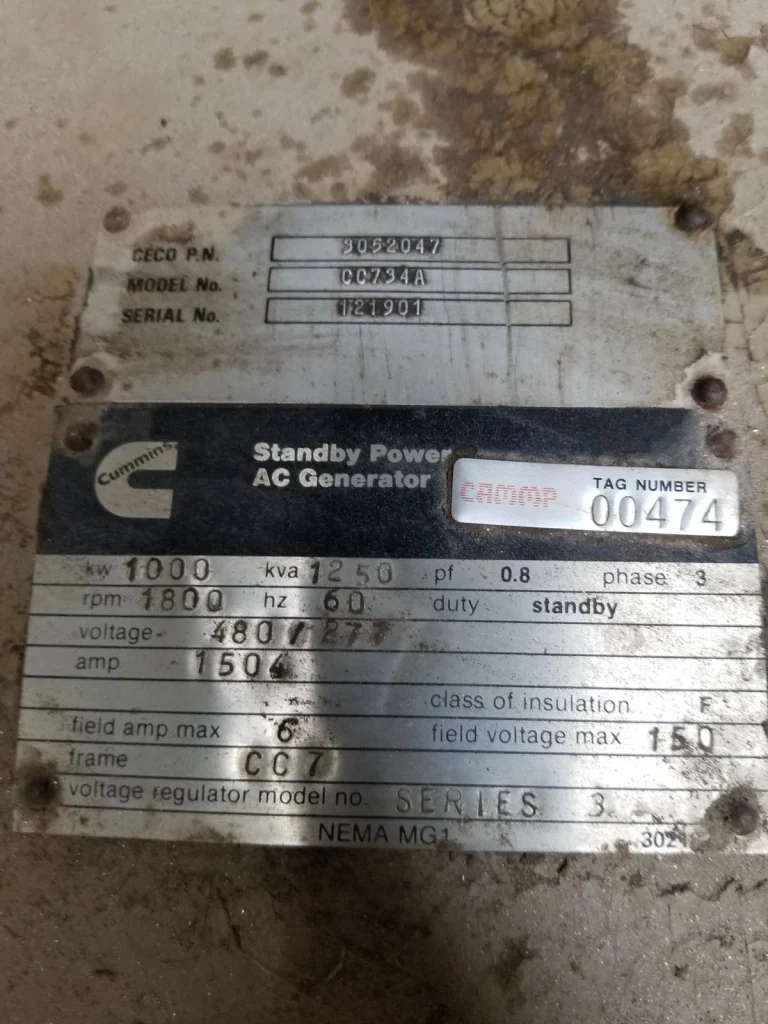 CECO P.N. 3052047
MODEL No. CC734A
SERIAL No. 121901
Cummins
Standby Power
AC Generator
CAMMP
TAG NUMBER
00474
kw 1000 kva 1250 pf 0.8 phase 3
rpm 1800 hz 60 duty standby
voltage 480/277
amp 1504
class of insulation F
field amp max 6 field voltage max 150
frame CC7
voltage regulator model no. SERIES 3
NEMA MG1